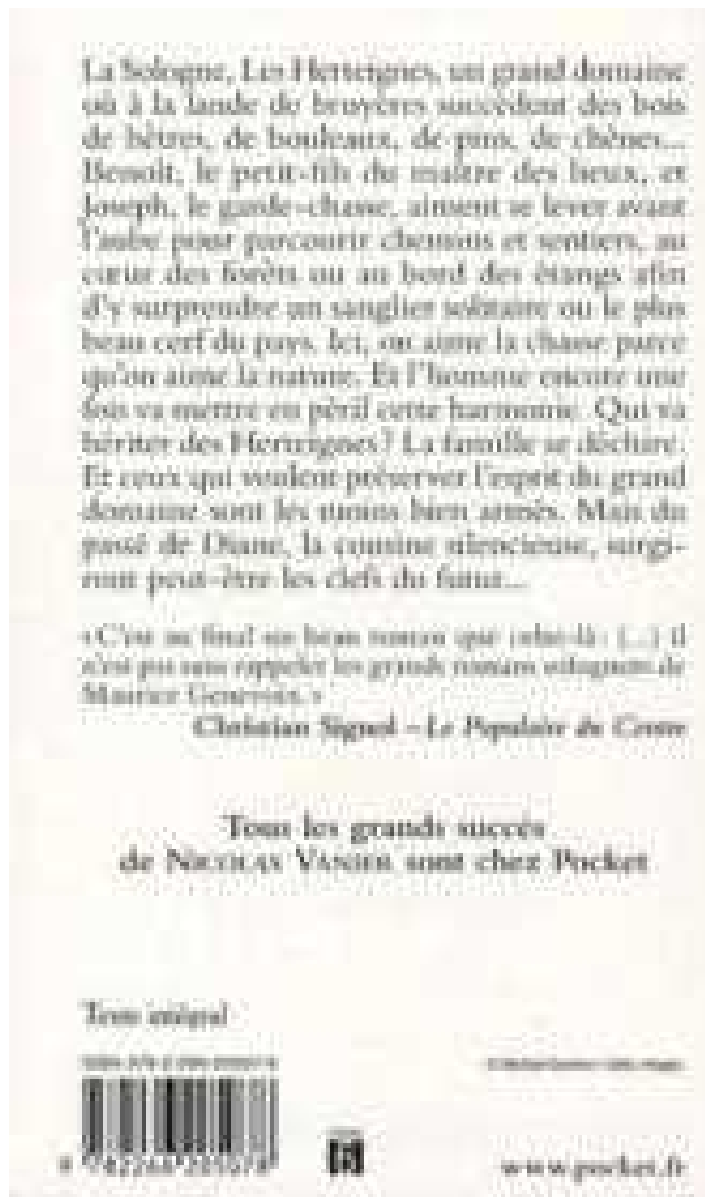 La Sologne, Les Herteignes, un grand domaine
où à la lande de bruyères succèdent des bois
de hêtres, de bouleaux, de pins, de chênes...
Benoît, le petit-fils du maître des lieux, et
Joseph, le garde-chasse, aiment se lever avant
l'aube pour parcourir chemins et sentiers, au
cœur des forêts ou au bord des étangs afin
d'y surprendre un sanglier solitaire ou le plus
beau cerf du pays. Ici, on aime la chasse parce
qu'on aime la nature. Et l'homme encore une
fois va mettre en péril cette harmonie. Qui va
hériter des Herteignes? La famille se déchire.
Et ceux qui veulent préserver l'esprit du grand
domaine sont les moins bien armés. Mais du
passé de Diane, la cousine silencieuse, surgi-
ront peut-être les clefs du futur...
«C'est au final un beau roman que celui-là: (...) il
n'est pas sans rappeler les grands romans solognots de
Maurice Genevoix.»
Christian Signol – Le Populaire du Centre
Tous les grands succès
de NICOLAS VANIER sont chez Pocket
Texte intégral
www.pocket.fr